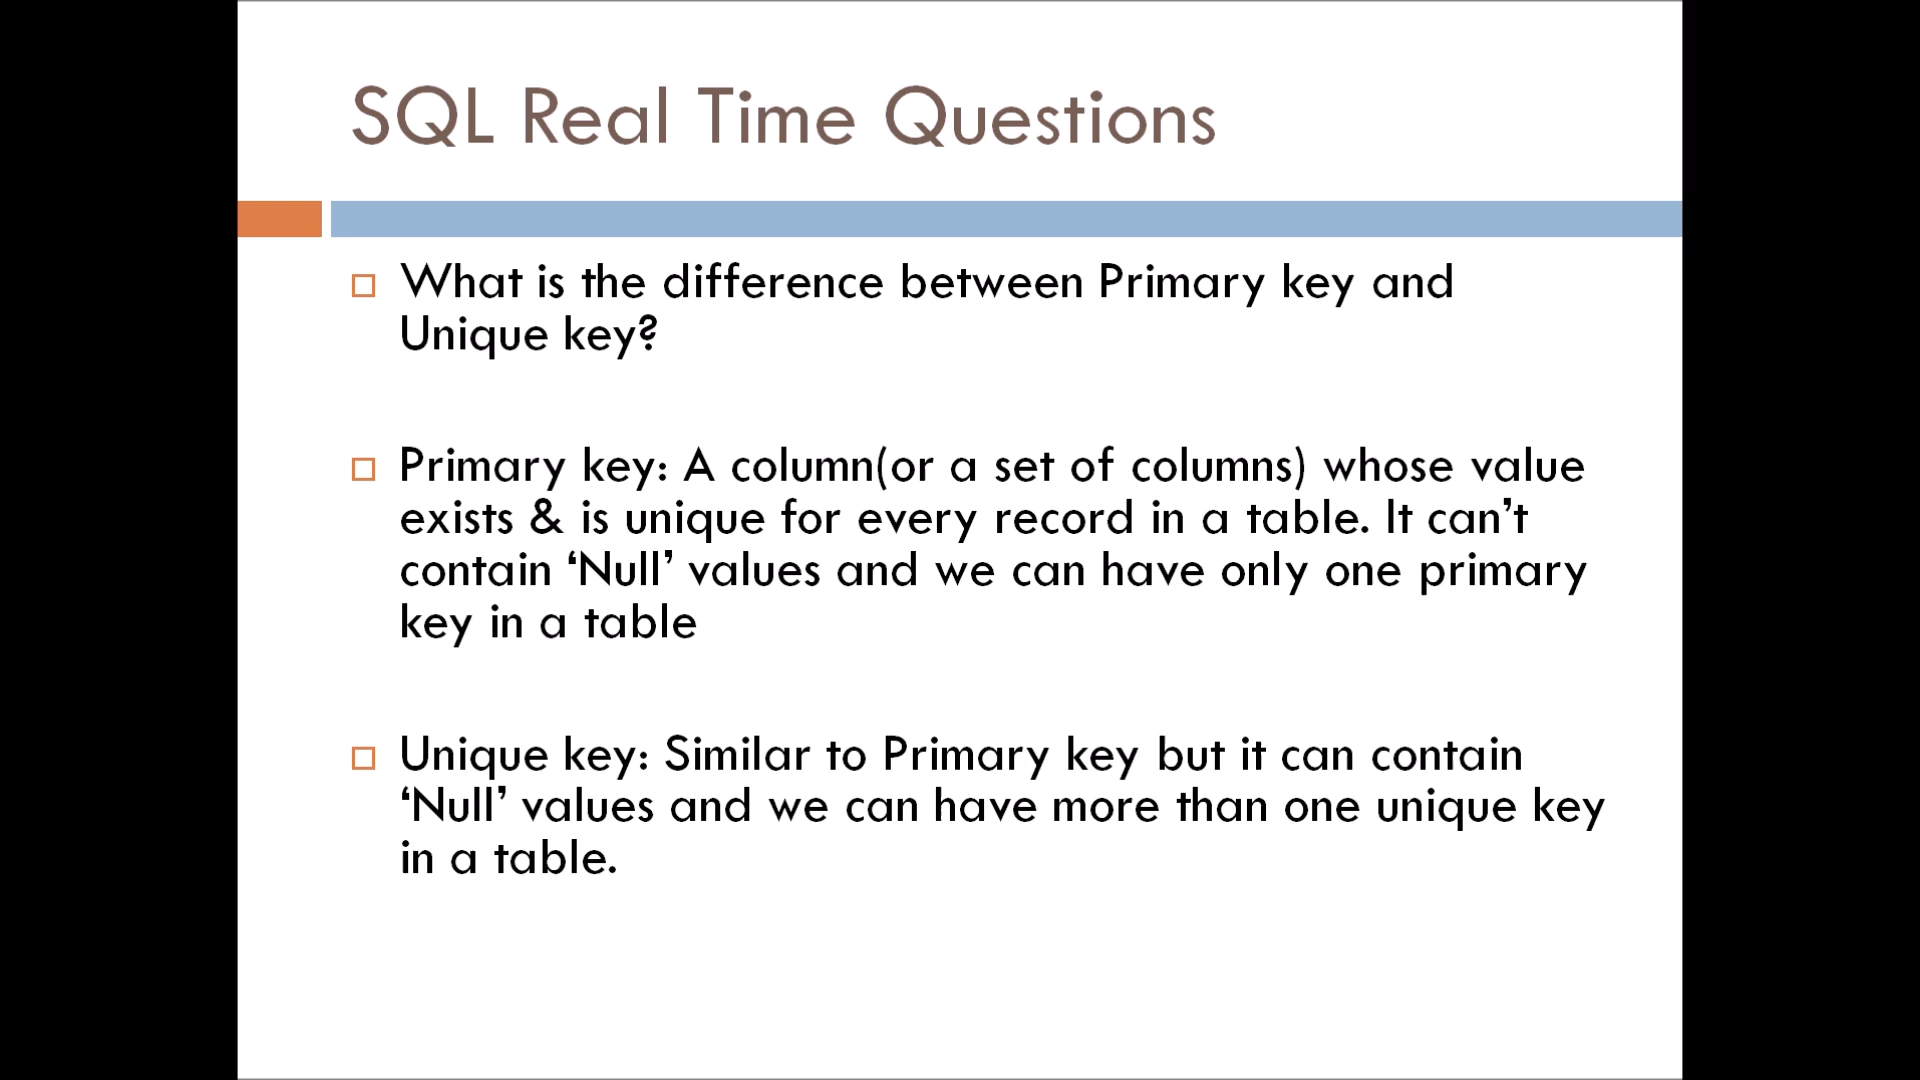 SQL Real Time Questions
What is the difference between Primary key and
Unique key?
Primary key: A column(or a set of columns) whose value
exists & is unique for every record in a table. It can’t
contain ‘Null’ values and we can have only one primary
key in a table
Unique key: Similar to Primary key but it can contain
‘Null’ values and we can have more than one unique key
in a table.